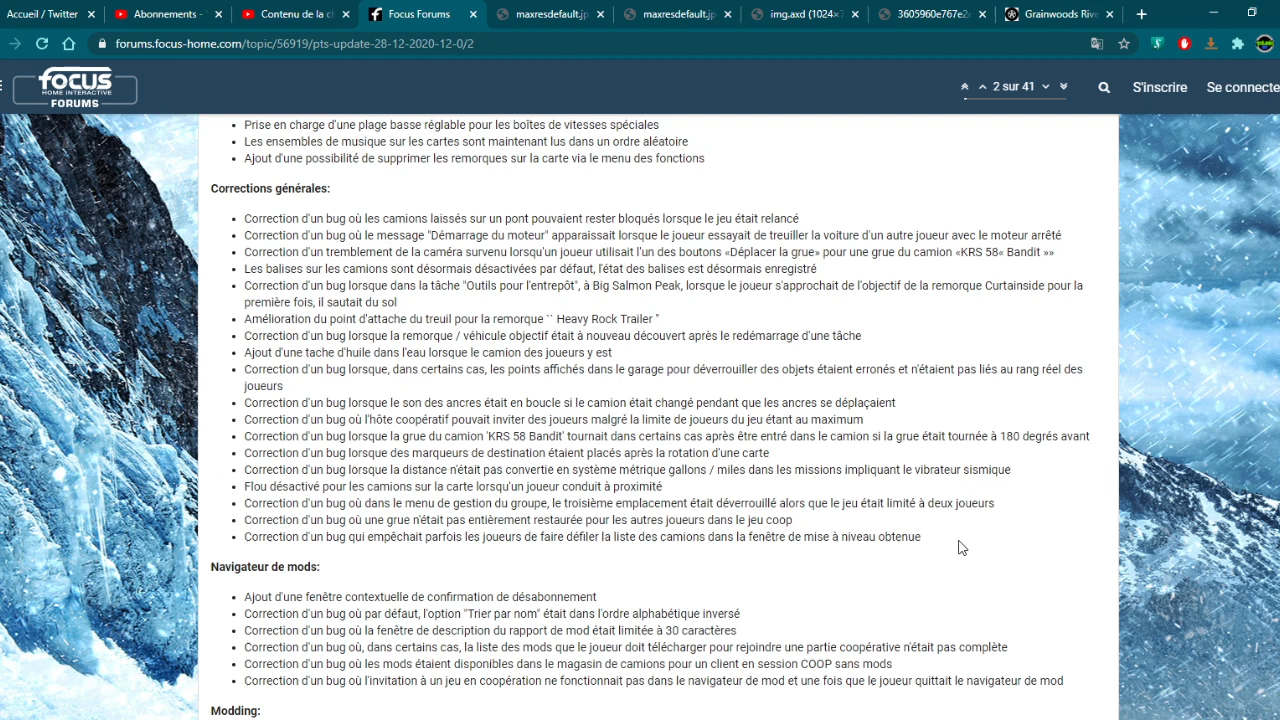 Accueil / Twitter
Abonnements -
Contenu de la c
Focus Forums
maxresdefault.jp
maxresdefault.jp
img.axd (1024×7
3605960e767e2
Grainwoods Rive
forums.focus-home.com/topic/56919/pts-update-28-12-2020-12-0/2
FOCUS
HOME INTERACTIVE
FORUMS
2 sur 41
S'inscrire
Se connecte
Prise en charge d'une plage basse réglable pour les boîtes de vitesses spéciales
Les ensembles de musique sur les cartes sont maintenant lus dans un ordre aléatoire
Ajout d'une possibilité de supprimer les remorques sur la carte via le menu des fonctions
Corrections générales:
Correction d'un bug où les camions laissés sur un pont pouvaient rester bloqués lorsque le jeu était relancé
Correction d'un bug où le message "Démarrage du moteur" apparaissait lorsque le joueur essayait de treuiller la voiture d'un autre joueur avec le moteur arrêté
Correction d'un tremblement de la caméra survenu lorsqu'un joueur utilisait l'un des boutons «Déplacer la grue» pour une grue du camion «KRS 58« Bandit »»
Les balises sur les camions sont désormais désactivées par défaut, l'état des balises est désormais enregistré
Correction d'un bug lorsque dans la tâche "Outils pour l'entrepôt", à Big Salmon Peak, lorsque le joueur s'approchait de l'objectif de la remorque Curtainside pour la
première fois, il sautait du sol
Amélioration du point d'attache du treuil pour la remorque `` Heavy Rock Trailer ''
Correction d'un bug lorsque la remorque / véhicule objectif était à nouveau découvert après le redémarrage d'une tâche
Ajout d'une tache d'huile dans l'eau lorsque le camion des joueurs y est
Correction d'un bug lorsque, dans certains cas, les points affichés dans le garage pour déverrouiller des objets étaient erronés et n'étaient pas liés au rang réel des
joueurs
Correction d'un bug lorsque le son des ancres était en boucle si le camion était changé pendant que les ancres se déplaçaient
Correction d'un bug où l'hôte coopératif pouvait inviter des joueurs malgré la limite de joueurs du jeu étant au maximum
Correction d'un bug lorsque la grue du camion 'KRS 58 Bandit' tournait dans certains cas après être entré dans le camion si la grue était tournée à 180 degrés avant
Correction d'un bug lorsque des marqueurs de destination étaient placés après la rotation d'une carte
Correction d'un bug lorsque la distance n'était pas convertie en système métrique gallons / miles dans les missions impliquant le vibrateur sismique
Flou désactivé pour les camions sur la carte lorsqu'un joueur conduit à proximité
Correction d'un bug où dans le menu de gestion du groupe, le troisième emplacement était déverrouillé alors que le jeu était limité à deux joueurs
Correction d'un bug où une grue n'était pas entièrement restaurée pour les autres joueurs dans le jeu coop
Correction d'un bug qui empêchait parfois les joueurs de faire défiler la liste des camions dans la fenêtre de mise à niveau obtenue
Navigateur de mods:
Ajout d'une fenêtre contextuelle de confirmation de désabonnement
Correction d'un bug où par défaut, l'option "Trier par nom" était dans l'ordre alphabétique inversé
Correction d'un bug où la fenêtre de description du rapport de mod était limitée à 30 caractères
Correction d'un bug où, dans certains cas, la liste des mods que le joueur doit télécharger pour rejoindre une partie coopérative n'était pas complète
Correction d'un bug où les mods étaient disponibles dans le magasin de camions pour un client en session COOP sans mods
Correction d'un bug où l'invitation à un jeu en coopération ne fonctionnait pas dans le navigateur de mod et une fois que le joueur quittait le navigateur de mod
Modding: